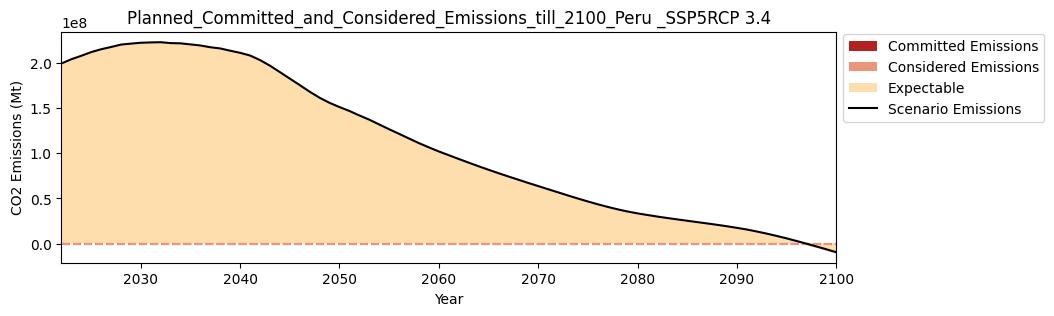 Planned_Committed_and_Considered_Emissions_till_2100_Peru _SSP5RCP 3.4
1e8
Committed Emissions
Considered Emissions
Expectable
Scenario Emissions
CO2 Emissions (Mt)
2.0
1.5
1.0
0.5
0.0
2030 2040 2050 2060 2070 2080 2090 2100
Year